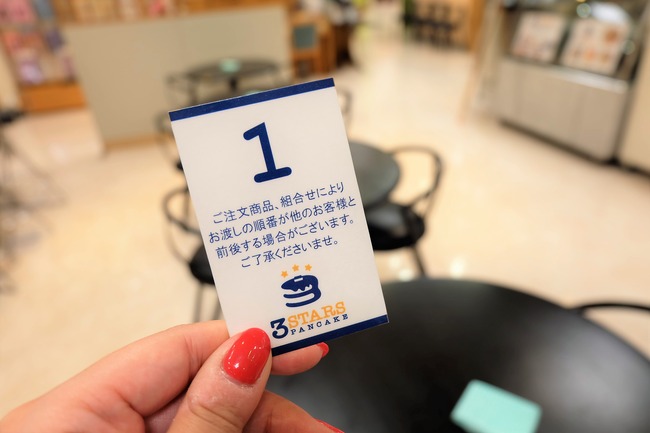 1
ご注文商品、組合せにより
お渡しの順番が他のお客様と
前後する場合がございます。
ご了承くださいませ。
3 STARS
PANCAKE